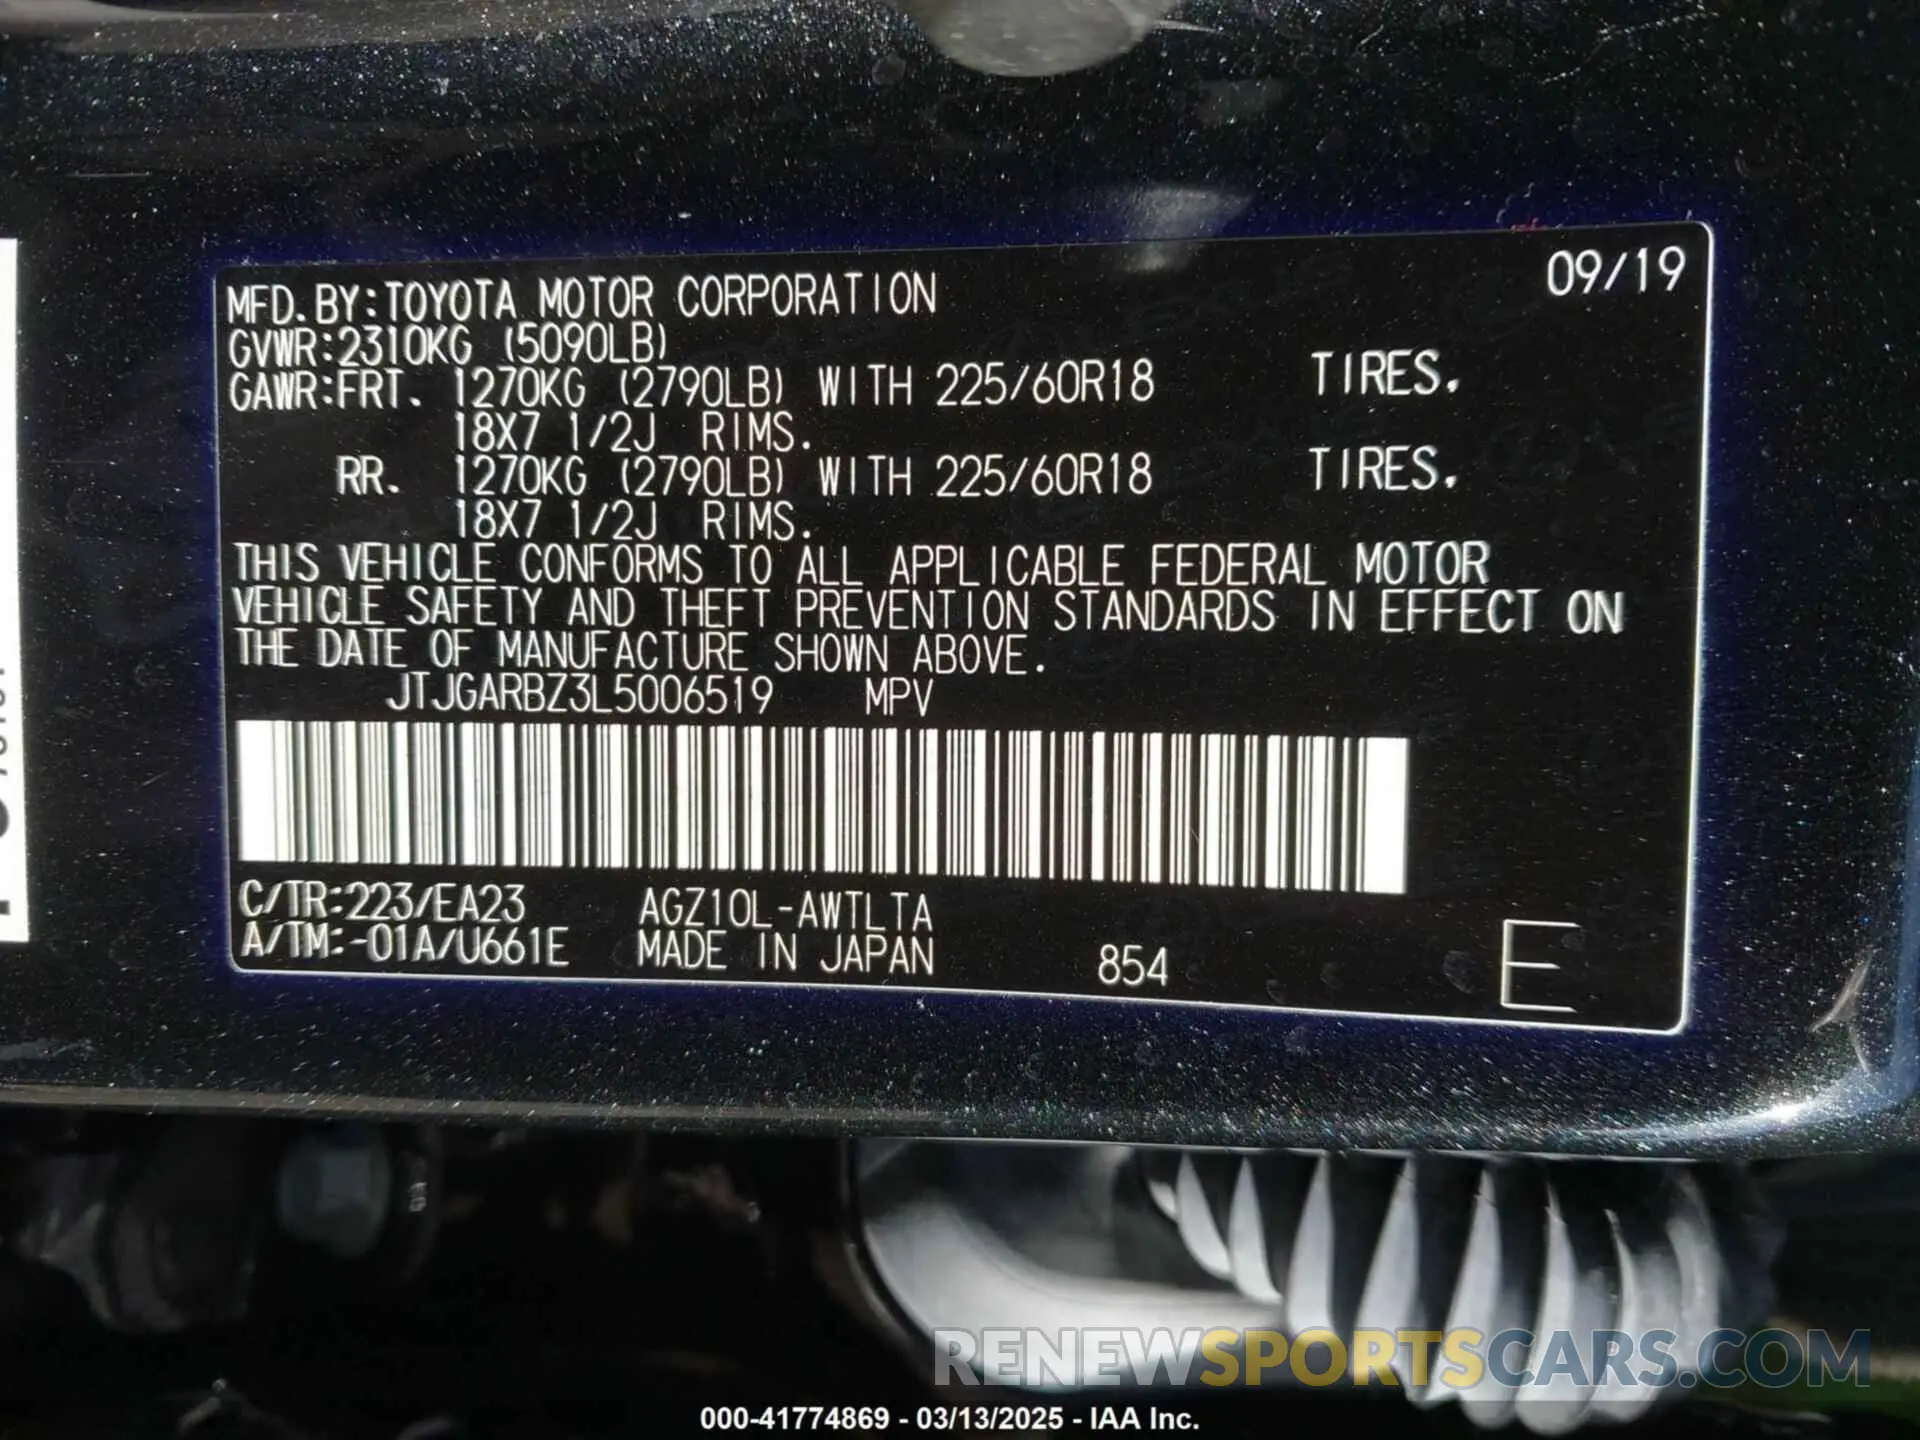 09/19
MFD.BY:TOYOTA MOTOR CORPORATION
GVWR:2310KG (5090LB)
GAWR:FRT. 1270KG (2790LB) WITH 225/60R18 TIRES.
18X7 1/2J RIMS.
RR. 1270KG (2790LB) WITH 225/60R18 TIRES.
18X7 1/2J RIMS.
THIS VEHICLE CONFORMS TO ALL APPLICABLE FEDERAL MOTOR
VEHICLE SAFETY AND THEFT PREVENTION STANDARDS IN EFFECT ON
THE DATE OF MANUFACTURE SHOWN ABOVE.
JTJGARBZ3L5006519 MPV
C/TR:223/EA23 AGZ10L-AWTLTA
A/TM:-01A/U661E MADE IN JAPAN 854 E
RENEWSPORTSCARS.COM
000-41774869 - 03/13/2025 - IAA Inc.